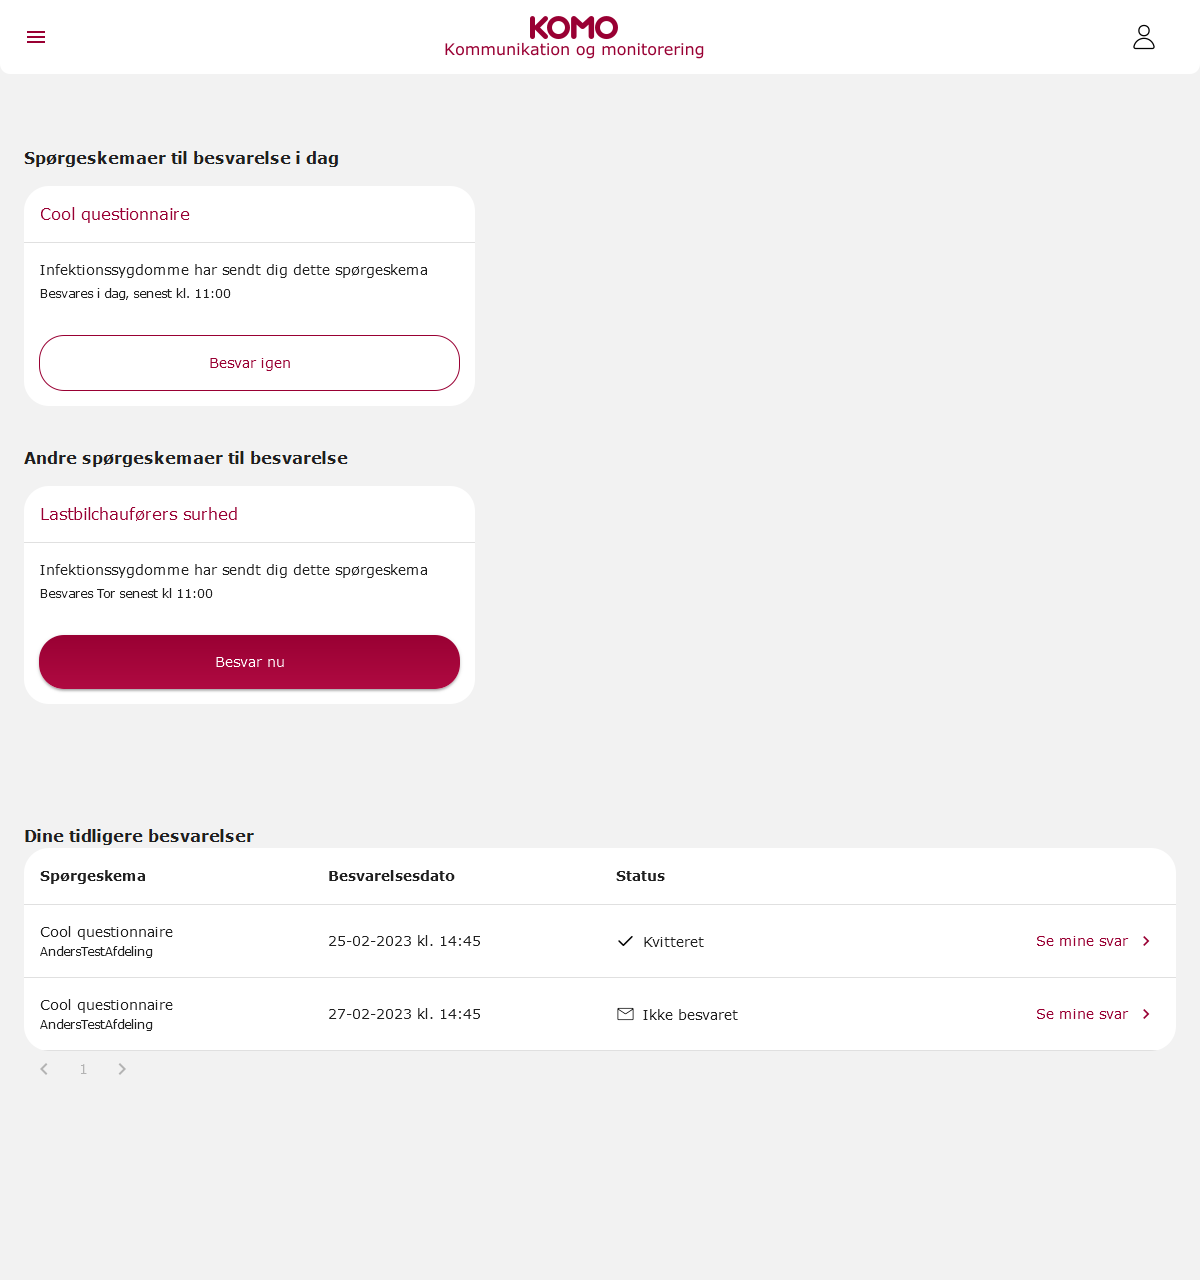 KOMO
Kommunikation og monitorering
Spørgeskemaer til besvarelse i dag
Cool questionnaire
Infektionssygdomme har sendt dig dette spørgeskema
Besvares i dag, senest kl. 11:00
Besvar igen
Andre spørgeskemaer til besvarelse
Lastbilchauførers surhed
Infektionssygdomme har sendt dig dette spørgeskema
Besvares Tor senest kl 11:00
Besvar nu
Dine tidligere besvarelser
Spørgeskema Besvarelsesdato Status
Cool questionnaire
AndersTestAfdeling
25-02-2023 kl. 14:45 Kvitteret Se mine svar
Cool questionnaire
AndersTestAfdeling
27-02-2023 kl. 14:45 Ikke besvaret Se mine svar
1